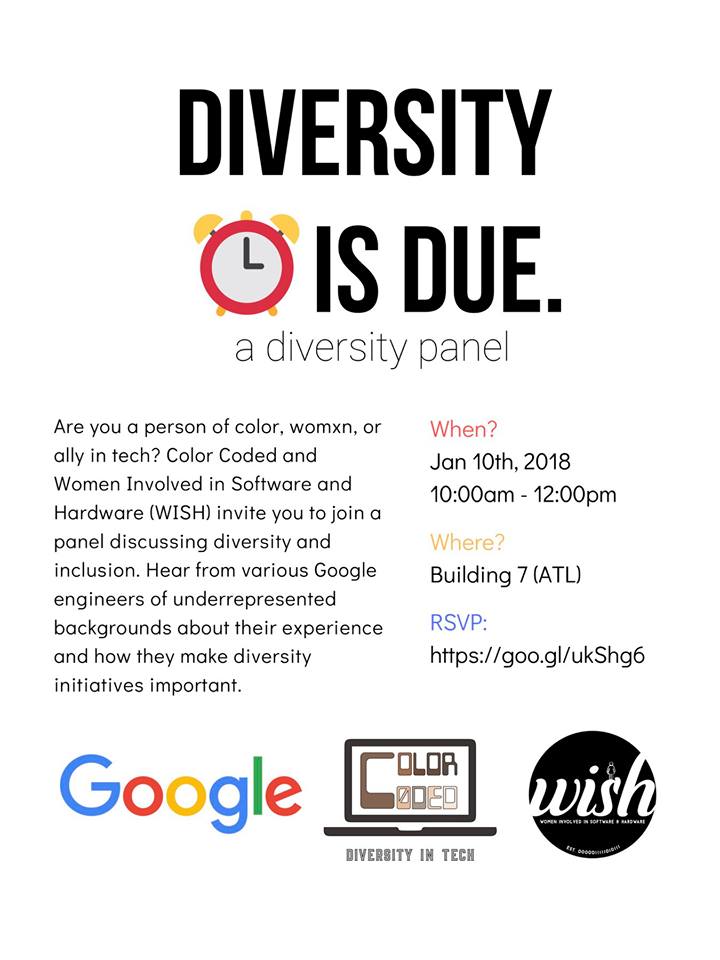 DIVERSITY
IS DUE.
a diversity panel
Are you a person of color, womxn, or
ally in tech? Color Coded and
Women Involved in Software and
Hardware (WISH) invite you to join a
panel discussing diversity and
inclusion. Hear from various Google
engineers of underrepresented
backgrounds about their experience
and how they make diversity
initiatives important.
When?
Jan 10th, 2018
10:00am - 12:00pm
Where?
Building 7 (ATL)
RSVP:
https://goo.gl/ukShg6
Google
COLOR
CODED
DIVERSITY IN TECH
wish
WOMEN INVOLVED IN SOFTWARE & HARDWARE